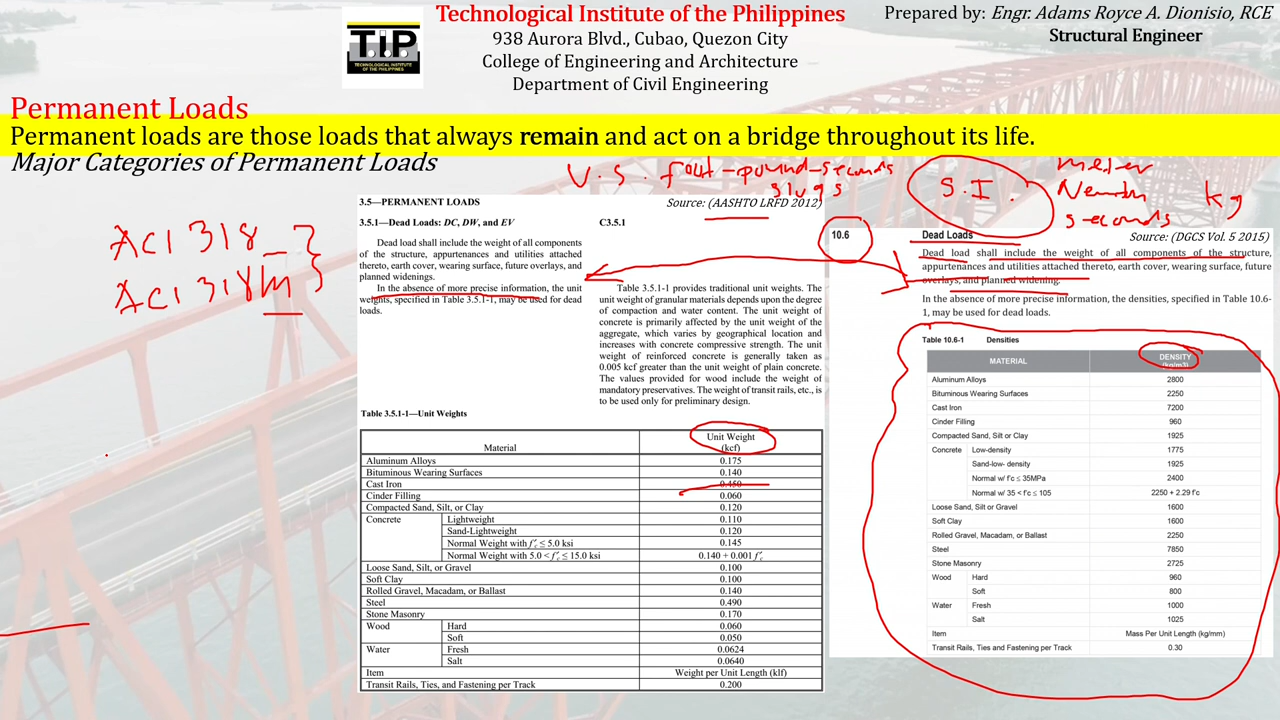 Technological Institute of the Philippines
938 Aurora Blvd., Cubao, Quezon City
College of Engineering and Architecture
Department of Civil Engineering
T.I.P
TECHNOLOGICAL INSTITUTE
OF THE PHILIPPINES
Prepared by: Engr. Adams Royce A. Dionisio, RCE
Structural Engineer
Permanent Loads
Permanent loads are those loads that always remain and act on a bridge throughout its life.
Major Categories of Permanent Loads
U.S. foot-pound-seconds
slugs
S.I.
meter
Newton
seconds
kg
ACI 318
ACI 318 m
3.5—PERMANENT LOADS
Source: (AASHTO LRFD 2012)
3.5.1—Dead Loads: DC, DW, and EV
Dead load shall include the weight of all components
of the structure, appurtenances and utilities attached
thereto, earth cover, wearing surface, future overlays, and
planned widenings.
In the absence of more precise information, the unit
weights, specified in Table 3.5.1-1, may be used for dead
loads.
C3.5.1
Table 3.5.1-1 provides traditional unit weights. The
unit weight of granular materials depends upon the degree
of compaction and water content. The unit weight of
concrete is primarily affected by the unit weight of the
aggregate, which varies by geographical location and
increases with concrete compressive strength. The unit
weight of reinforced concrete is generally taken as
0.005 kcf greater than the unit weight of plain concrete.
The values provided for wood include the weight of
mandatory preservatives. The weight of transit rails, etc., is
to be used only for preliminary design.
Table 3.5.1-1—Unit Weights
Material Unit Weight (kcf)
Aluminum Alloys 0.175
Bituminous Wearing Surfaces 0.140
Cast Iron 0.450
Cinder Filling 0.060
Compacted Sand, Silt, or Clay 0.120
Concrete Lightweight 0.110
Sand-Lightweight 0.120
Normal Weight with f'c ≤ 5.0 ksi 0.145
Normal Weight with 5.0 < f'c ≤ 15.0 ksi 0.140 + 0.001 f'c
Loose Sand, Silt, or Gravel 0.100
Soft Clay 0.100
Rolled Gravel, Macadam, or Ballast 0.140
Steel 0.490
Stone Masonry 0.170
Wood Hard 0.060
Soft 0.050
Water Fresh 0.0624
Salt 0.0640
Item Weight per Unit Length (klf)
Transit Rails, Ties, and Fastening per Track 0.200
10.6 Dead Loads
Source: (DGCS Vol. 5 2015)
Dead load shall include the weight of all components of the structure,
appurtenances and utilities attached thereto, earth cover, wearing surface, future
overlays, and planned widening.
In the absence of more precise information, the densities, specified in Table 10.6-
1, may be used for dead loads.
Table 10.6-1 Densities
MATERIAL DENSITY (kg/m3)
Aluminum Alloys 2800
Bituminous Wearing Surfaces 2250
Cast Iron 7200
Cinder Filling 960
Compacted Sand, Silt or Clay 1925
Concrete Low-density 1775
Sand-low- density 1925
Normal w/ f'c ≤ 35MPa 2400
Normal w/ 35 < f'c ≤ 105 2250 + 2.29 f'c
Loose Sand, Silt or Gravel 1600
Soft Clay 1600
Rolled Gravel, Macadam, or Ballast 2250
Steel 7850
Stone Masonry 2725
Wood Hard 960
Soft 800
Water Fresh 1000
Salt 1025
Item Mass Per Unit Length (kg/mm)
Transit Rails, Ties and Fastening per Track 0.30